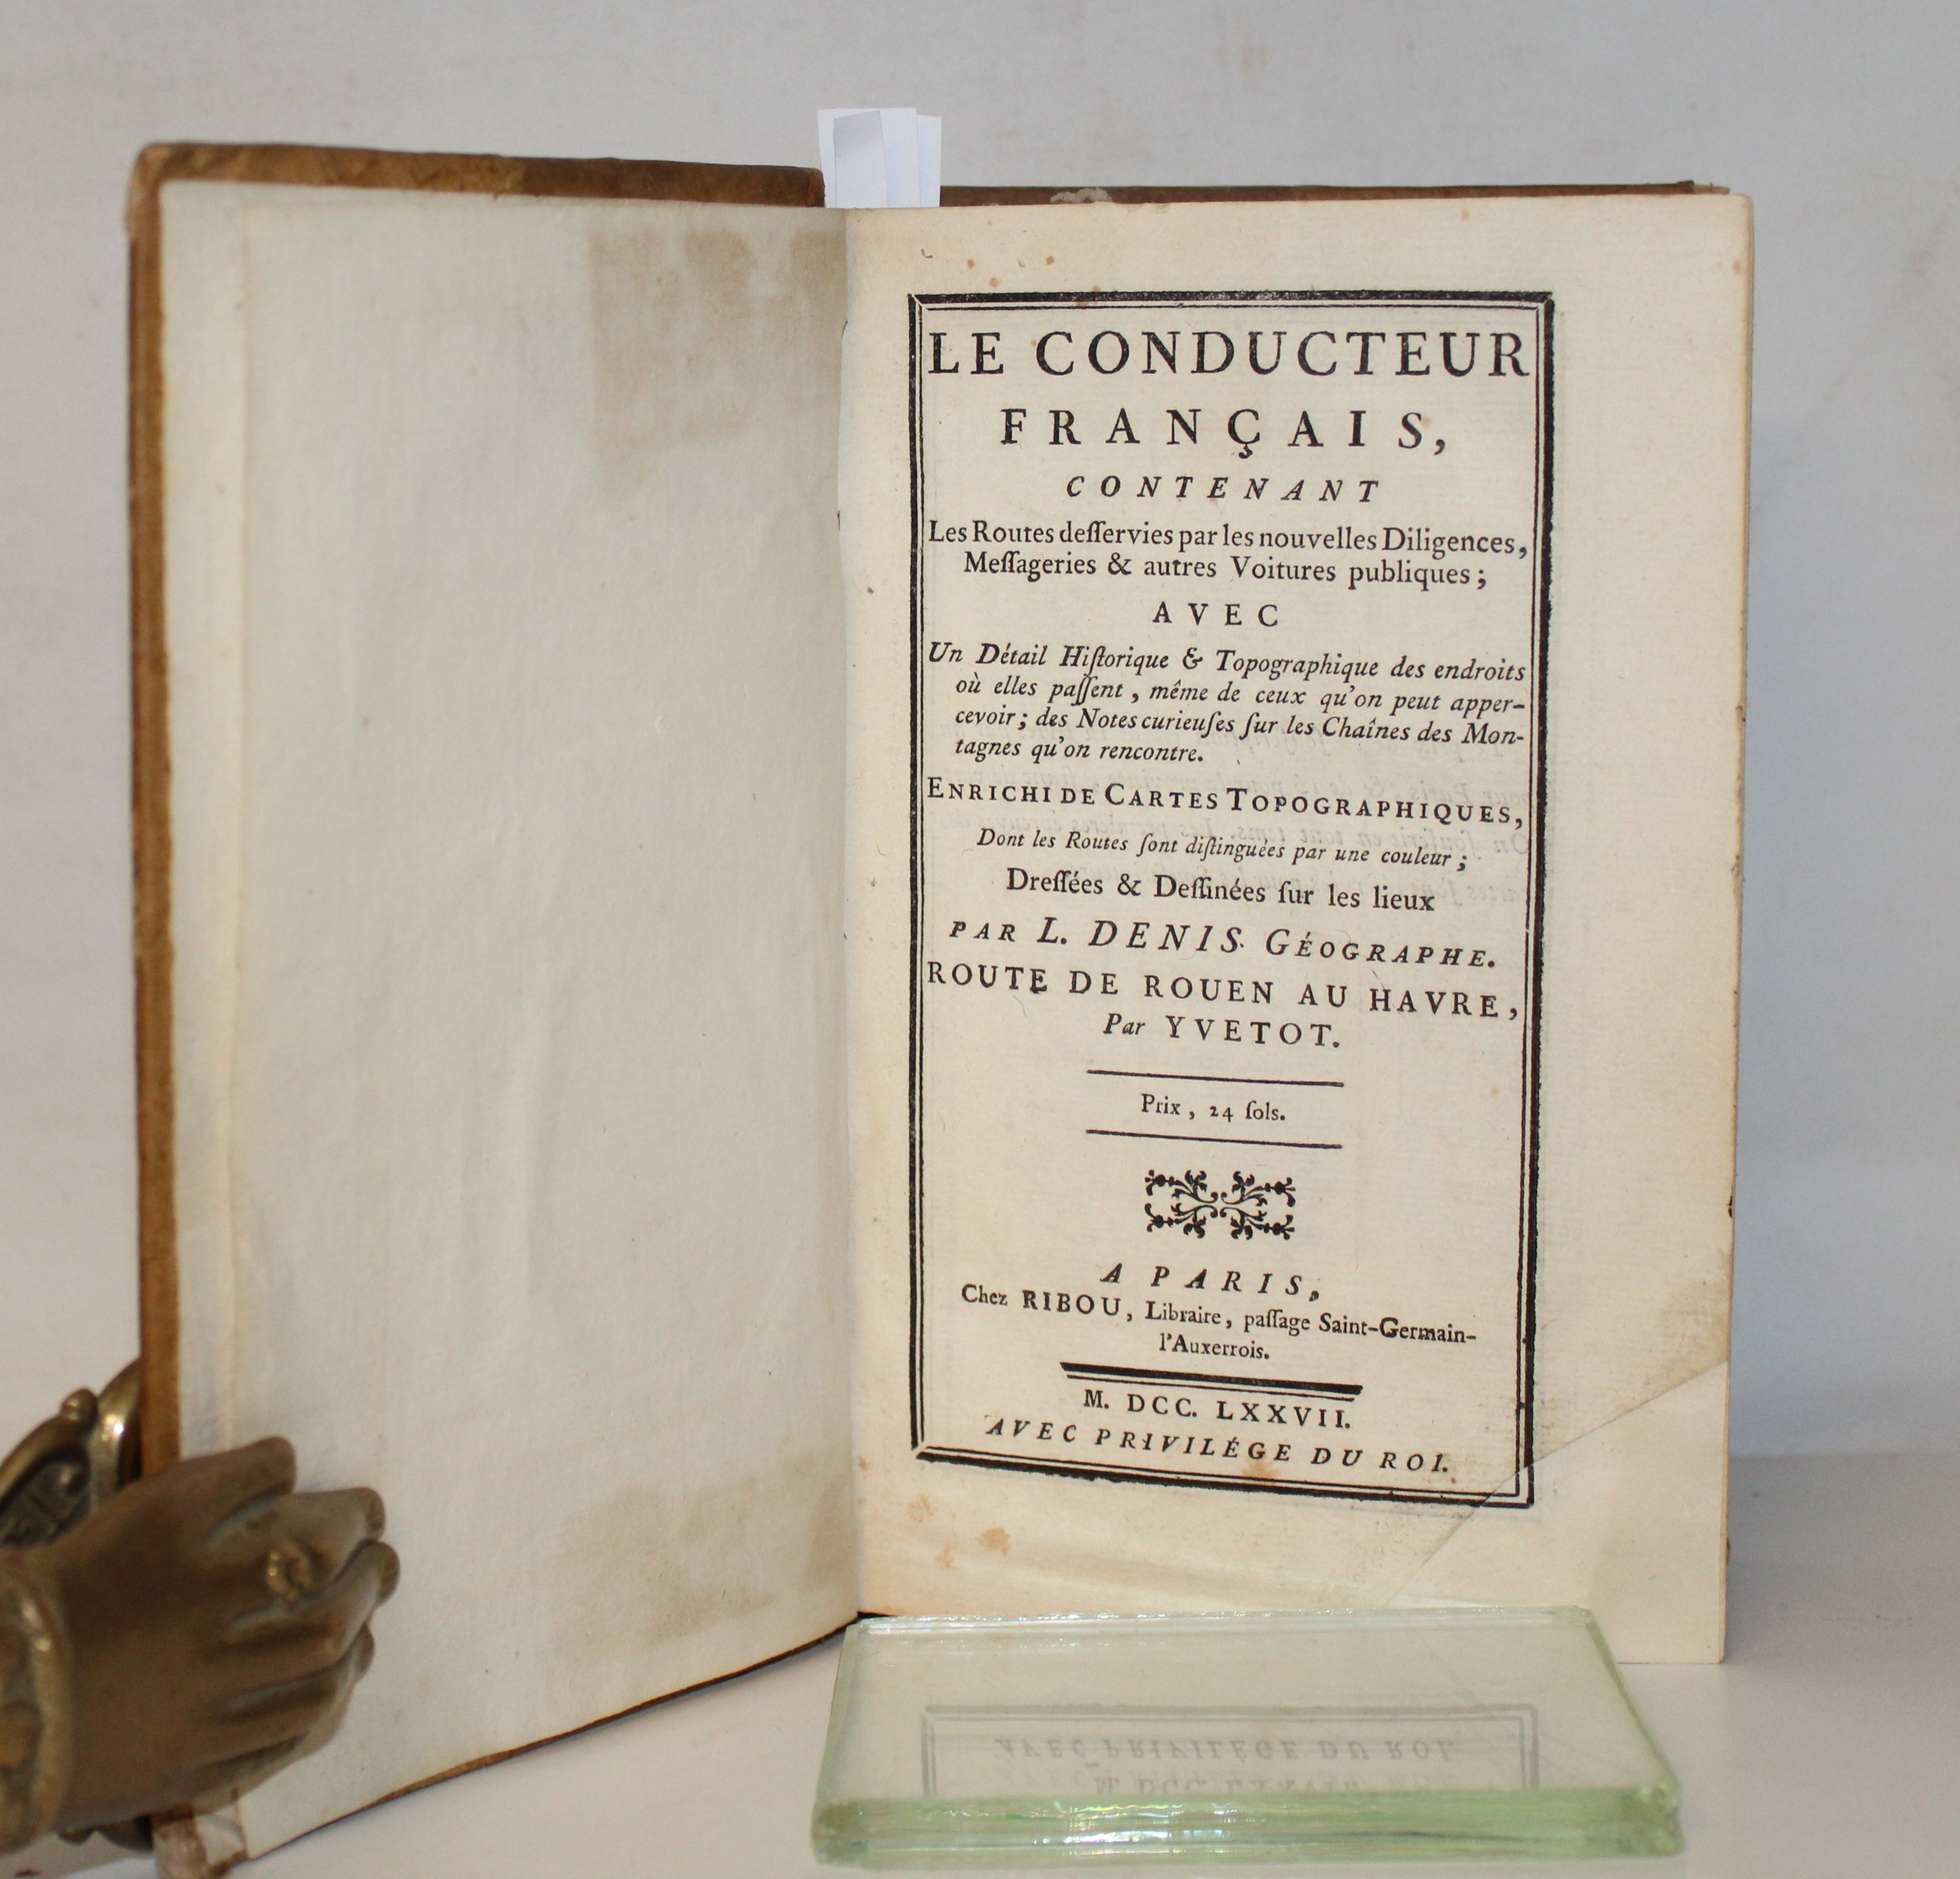 LE CONDUCTEUR
FRANÇAIS,
CONTENANT
Les Routes deſſervies par les nouvelles Diligences,
Meſſageries & autres Voitures publiques ;
AVEC
Un Détail Hiſtorique & Topographique des endroits
où elles paſſent , même de ceux qu'on peut apper-
cevoir ; des Notes curieuſes ſur les Chaînes des Mon-
tagnes qu'on rencontre.
ENRICHI DE CARTES TOPOGRAPHIQUES,
Dont les Routes ſont diſtinguées par une couleur ;
Dreſſées & Deſſinées ſur les lieux
PAR L. DENIS. GÉOGRAPHE.
ROUTE DE ROUEN AU HAVRE,
Par YVETOT.
Prix , 24 ſols.
A PARIS,
Chez RIBOU, Libraire, paſſage Saint-Germain-
l'Auxerrois.
M. DCC. LXXVII.
AVEC PRIVILÉGE DU ROI.